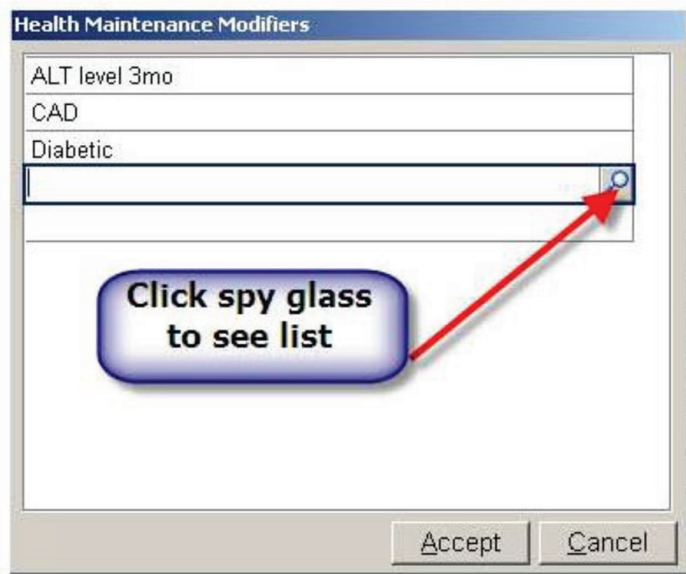 Health Maintenance Modifiers
ALT level 3mo
CAD
Diabetic
Click spy glass
to see list
Accept
Cancel